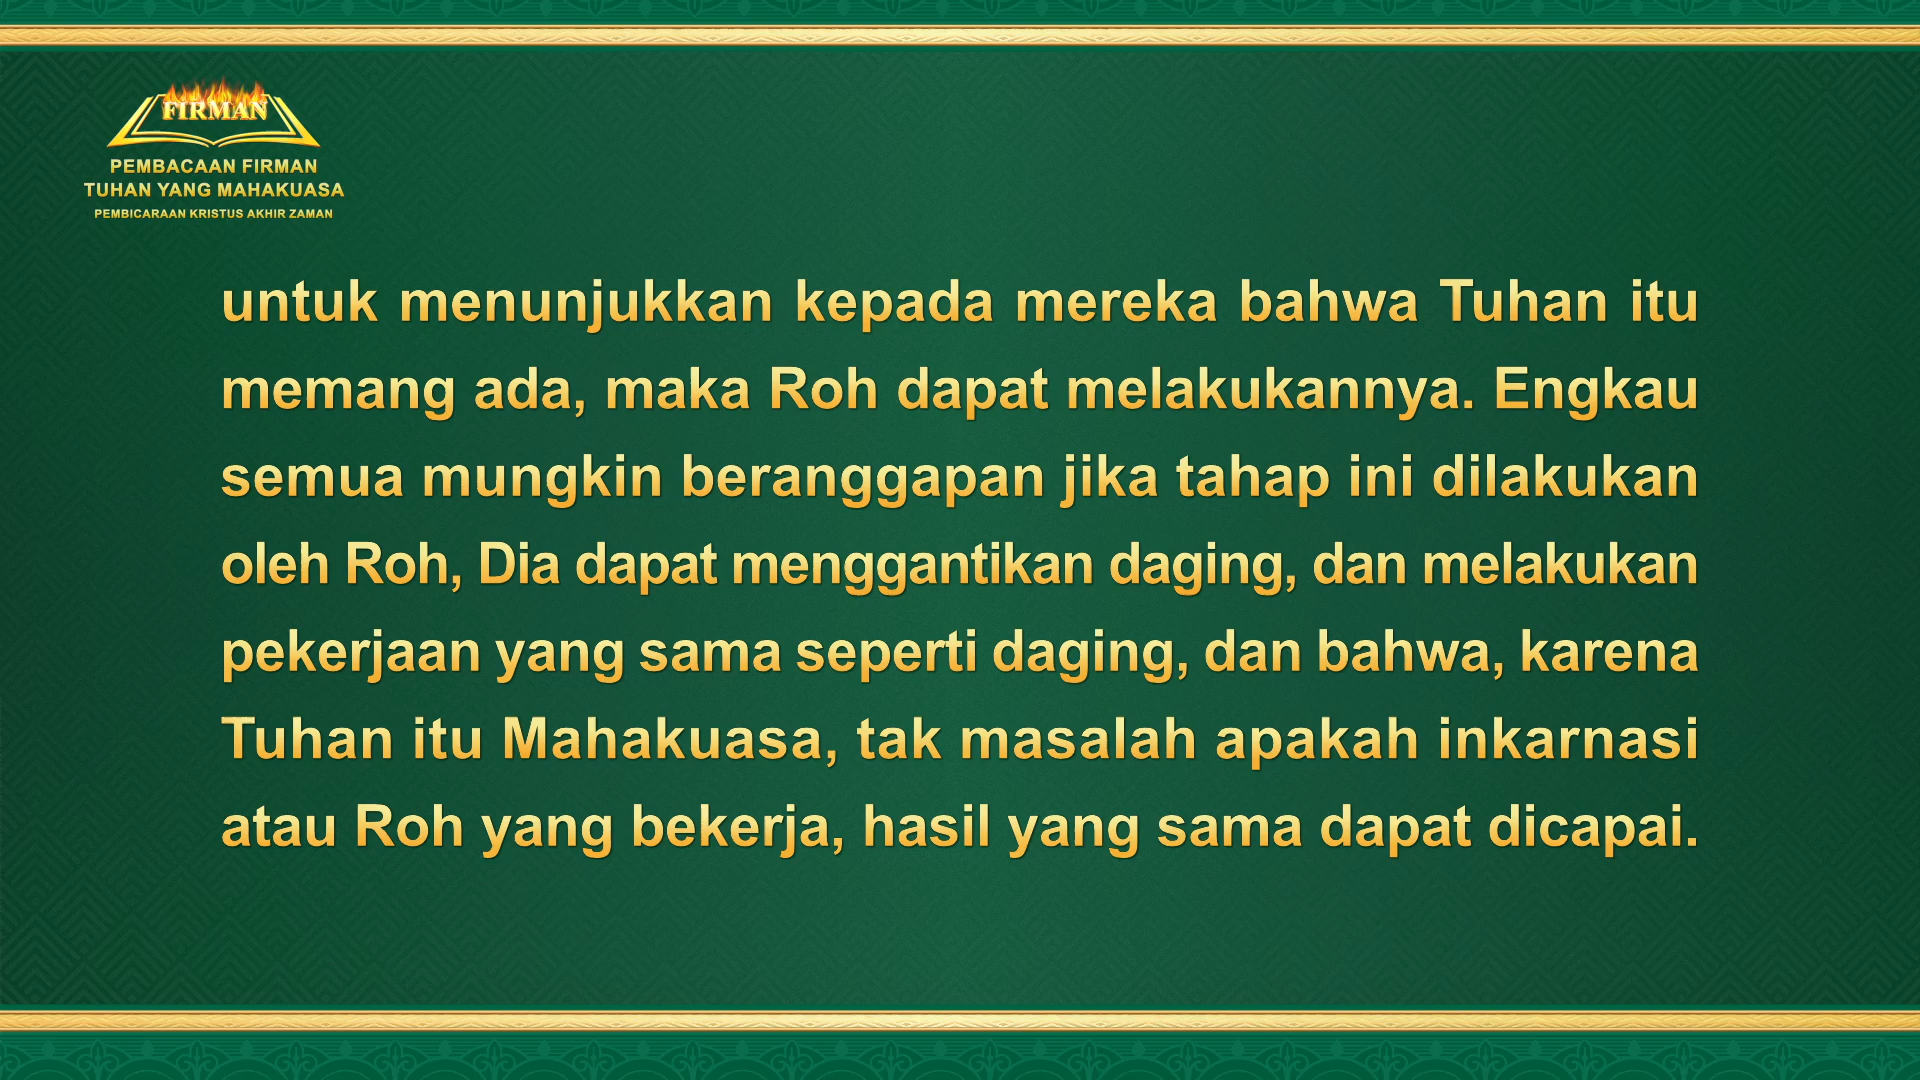 FIRMAN
PEMBACAAN FIRMAN
TUHAN YANG MAHAKUASA
PEMBICARAAN KRISTUS AKHIR ZAMAN
untuk menunjukkan kepada mereka bahwa Tuhan itu
memang ada, maka Roh dapat melakukannya. Engkau
semua mungkin beranggapan jika tahap ini dilakukan
oleh Roh, Dia dapat menggantikan daging, dan melakukan
pekerjaan yang sama seperti daging, dan bahwa, karena
Tuhan itu Mahakuasa, tak masalah apakah inkarnasi
atau Roh yang bekerja, hasil yang sama dapat dicapai.